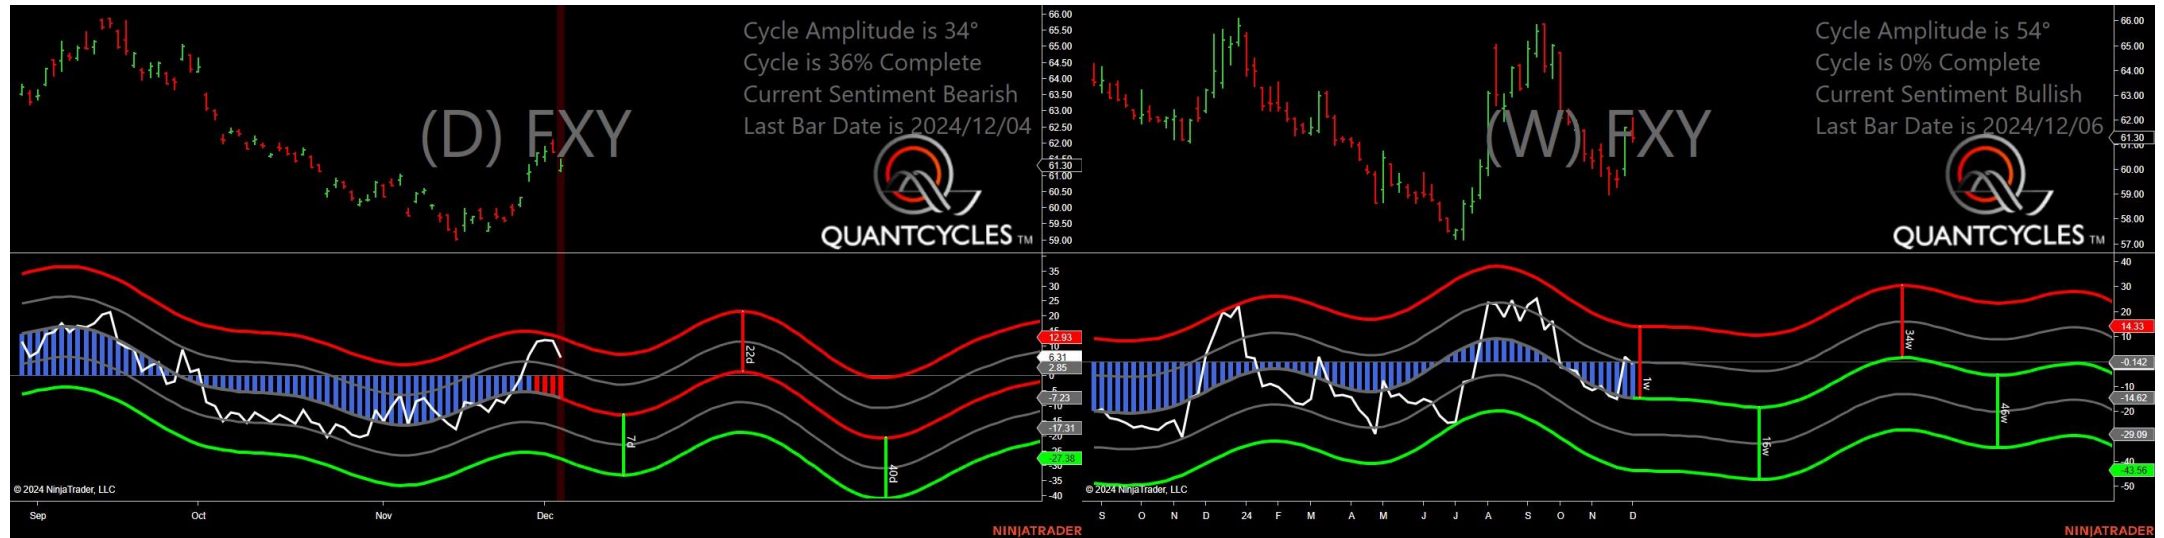 Cycle Amplitude is 34°
Cycle is 36% Complete
Current Sentiment Bearish
Last Bar Date is 2024/12/04
(D) FXY
QUANTCYCLES TM
66.00
65.50
65.00
64.50
64.00
63.50
63.00
62.50
62.00
61.30
61.00
60.50
60.00
59.50
59.00
35
30
25
20
15
12.93
6.31
2.85
0
-5
-7.23
-10
-15
-17.31
-20
-27.38
-30
-35
-40
7d
22d
40d
© 2024 NinjaTrader, LLC
Sep Oct Nov Dec
NINJATRADER
Cycle Amplitude is 54°
Cycle is 0% Complete
Current Sentiment Bullish
Last Bar Date is 2024/12/06
(W) FXY
QUANTCYCLES TM
66.00
65.00
64.00
63.00
62.00
61.30
61.00
60.00
59.00
58.00
57.00
40
30
20
14.33
10
-0.142
-10
-14.62
-20
-29.09
-40
-43.56
-50
1w
16w
34w
46w
© 2024 NinjaTrader, LLC
S O N D 24 F M A M J J A S O N D
NINJATRADER